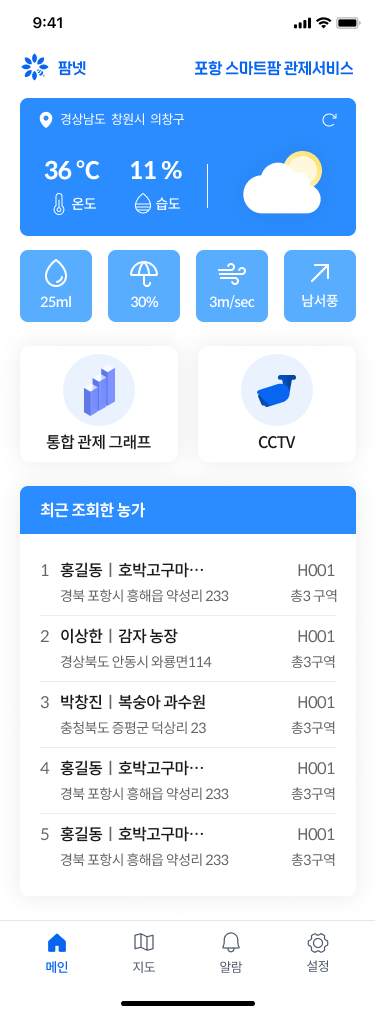 9:41
팜넷 포항 스마트팜 관제서비스
경상남도 창원시 의창구
36 °C 11 %
온도 습도
25ml 30% 3m/sec 남서풍
통합 관제 그래프 CCTV
최근 조회한 농가
1 홍길동ㅣ호박고구마··· H001
경북 포항시 흥해읍 약성리 233 총3 구역
2 이상한ㅣ감자 농장 H001
경상북도 안동시 와룡면114 총3구역
3 박창진ㅣ복숭아 과수원 H001
충청북도 증평군 덕상리 23 총3구역
4 홍길동ㅣ호박고구마··· H001
경북 포항시 흥해읍 약성리 233 총3구역
5 홍길동ㅣ호박고구마··· H001
경북 포항시 흥해읍 약성리 233 총3구역
메인 지도 알람 설정